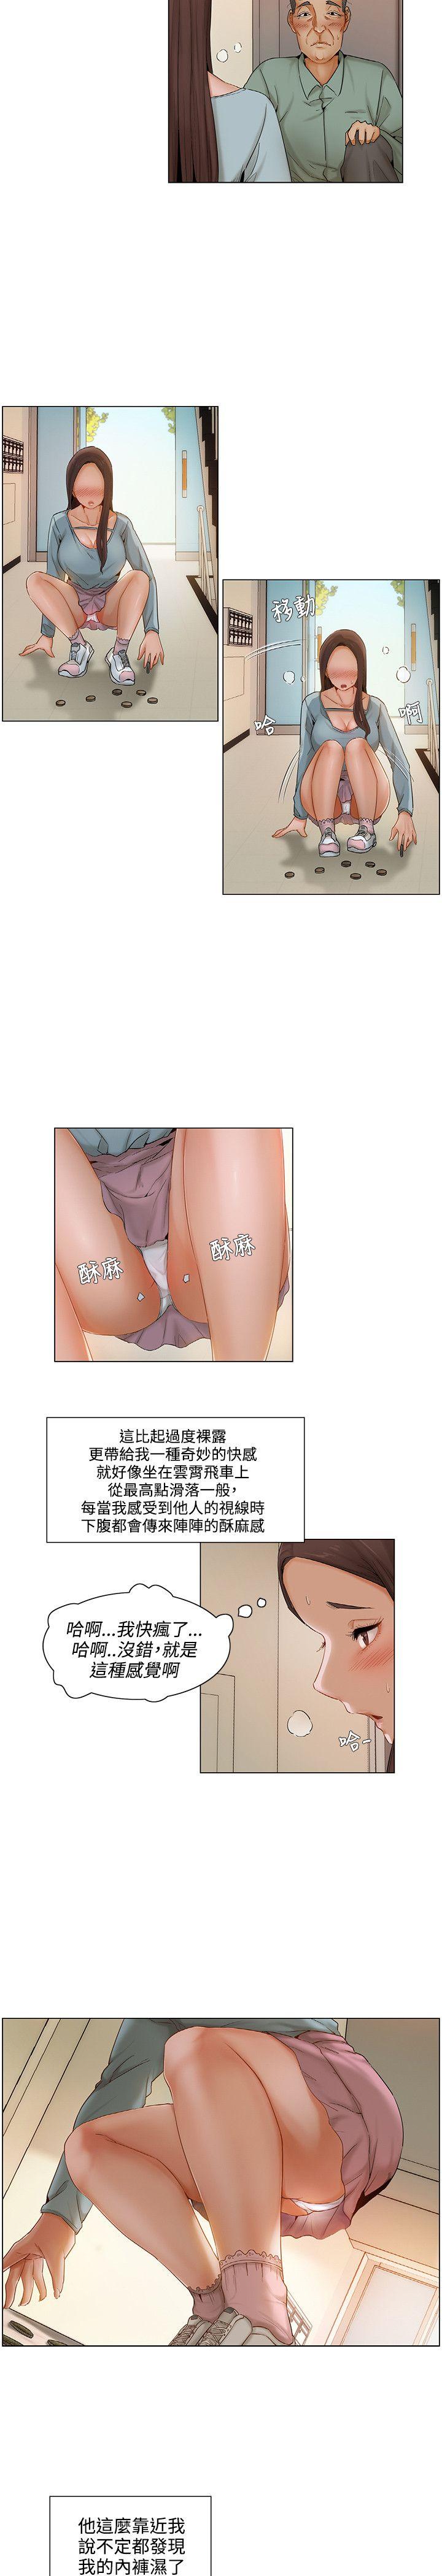 移動
哈
啊
酥麻
酥麻
這比起過度裸露
更帶給我一種奇妙的快感
就好像坐在雲霄飛車上
從最高點滑落一般，
每當我感受到他人的視線時
下腹都會傳來陣陣的酥麻感
哈啊...我快瘋了...
哈啊..沒錯，就是
這種感覺啊
哈~
他這麼靠近我
說不定都發現
我的內褲濕了